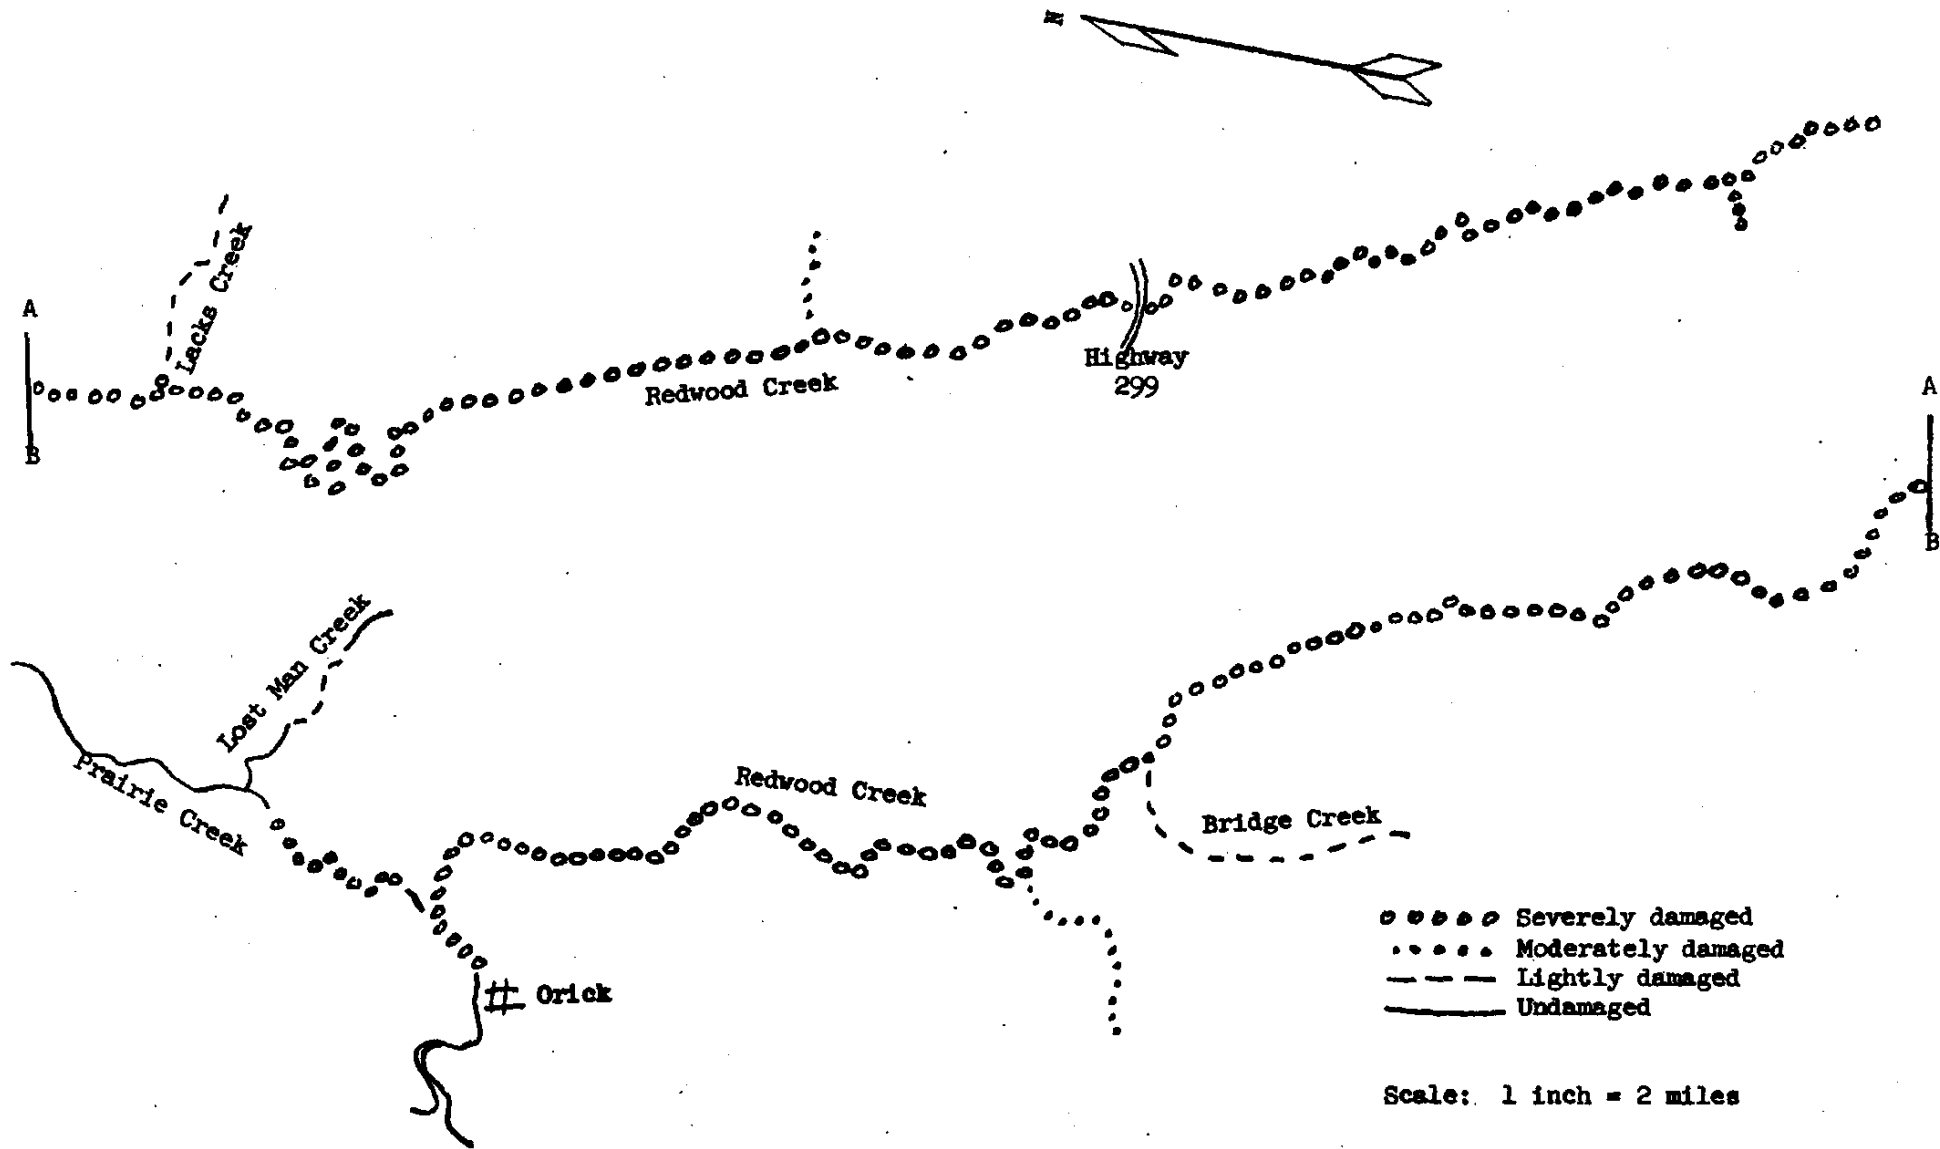 N
Lacks Creek
A
B
Redwood Creek
Highway
299
A
B
Lost Man Creek
Prairie Creek
Redwood Creek
Bridge Creek
Orick
Severely damaged
Moderately damaged
Lightly damaged
Undamaged
Scale: 1 inch = 2 miles